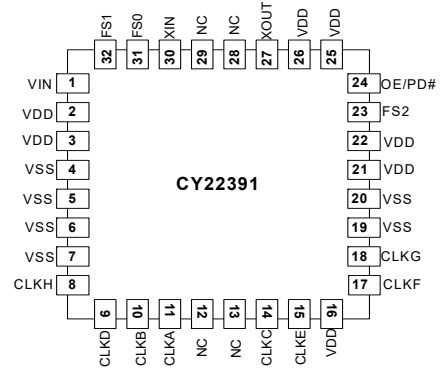 FS1 FS0 XIN NC NC XOUT VDD VDD
32 31 30 29 28 27 26 25
VIN 1 24 OE/PD#
VDD 2 23 FS2
VDD 3 22 VDD
VSS 4 21 VDD
CY22391
VSS 5 20 VSS
VSS 6 19 VSS
VSS 7 18 CLKG
CLKH 8 17 CLKF
9 10 11 12 13 14 15 16
CLKD CLKB CLKA NC NC CLKC CLKE VDD